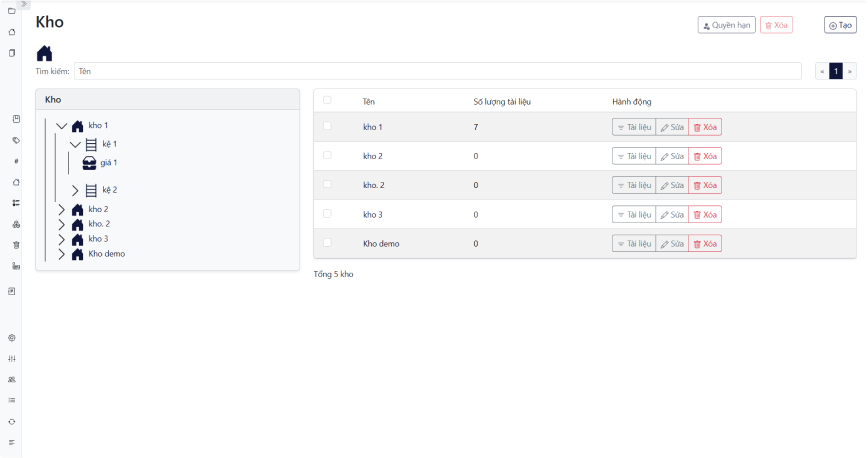 Kho
Quyền hạn
Xóa
Tạo
Tìm kiếm:
Tên
«
1
»
Kho
kho 1
kệ 1
giá 1
kệ 2
kho 2
kho. 2
kho 3
Kho demo
Tên Số lượng tài liệu Hành động
kho 1 7 Tài liệu Sửa Xóa
kho 2 0 Tài liệu Sửa Xóa
kho. 2 0 Tài liệu Sửa Xóa
kho 3 0 Tài liệu Sửa Xóa
Kho demo 0 Tài liệu Sửa Xóa
Tổng 5 kho